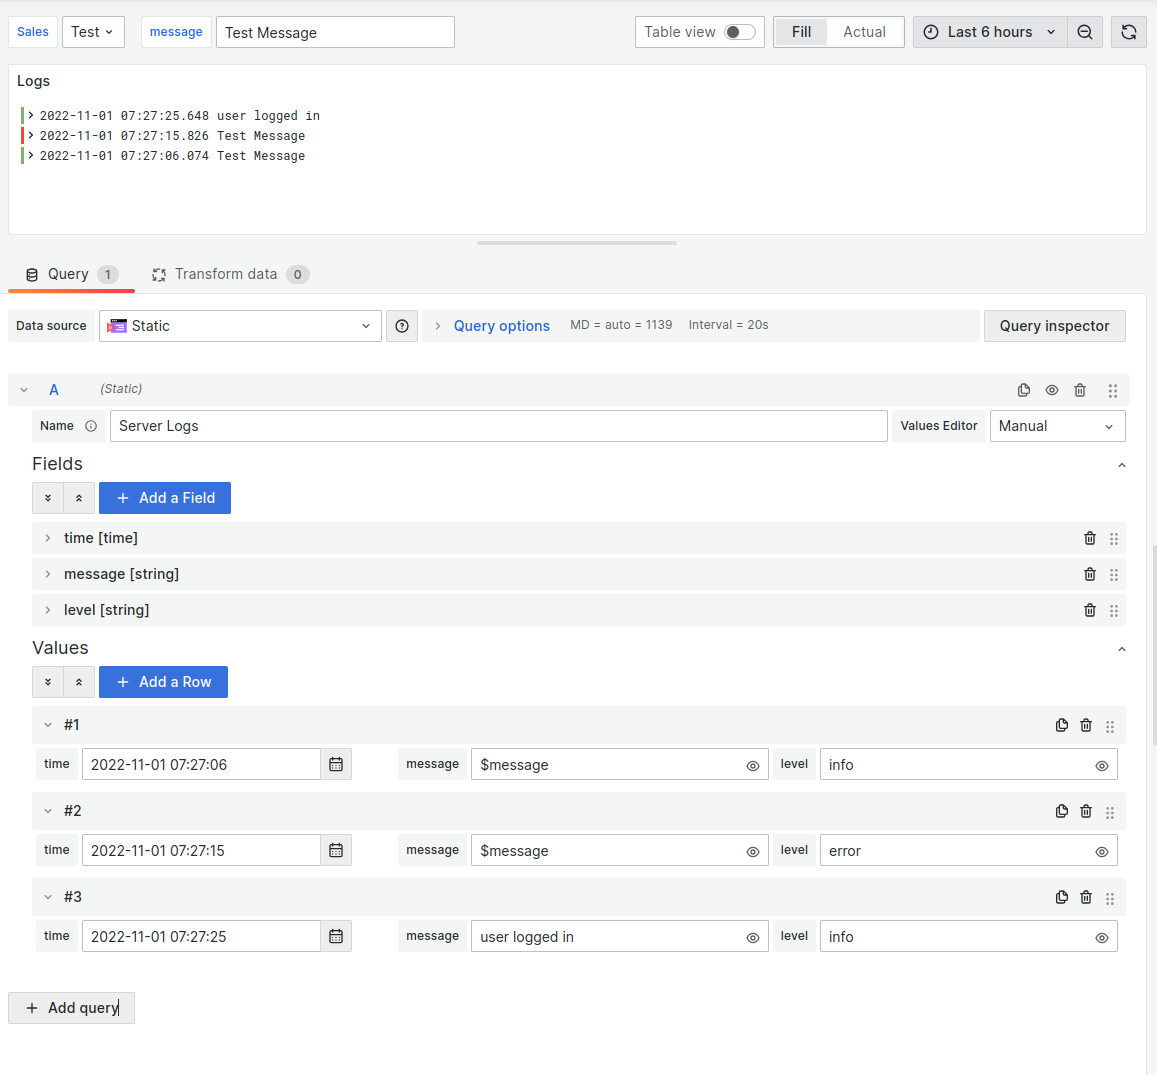 Sales Test message Test Message Table view Fill Actual Last 6 hours
Logs
2022-11-01 07:27:25.648 user logged in
2022-11-01 07:27:15.826 Test Message
2022-11-01 07:27:06.074 Test Message
Query 1 Transform data 0
Data source Static Query options MD = auto = 1139 Interval = 20s Query inspector
A (Static)
Name Server Logs Values Editor Manual
Fields
Add a Field
time [time]
message [string]
level [string]
Values
Add a Row
#1
time 2022-11-01 07:27:06 message $message level info
#2
time 2022-11-01 07:27:15 message $message level error
#3
time 2022-11-01 07:27:25 message user logged in level info
Add query